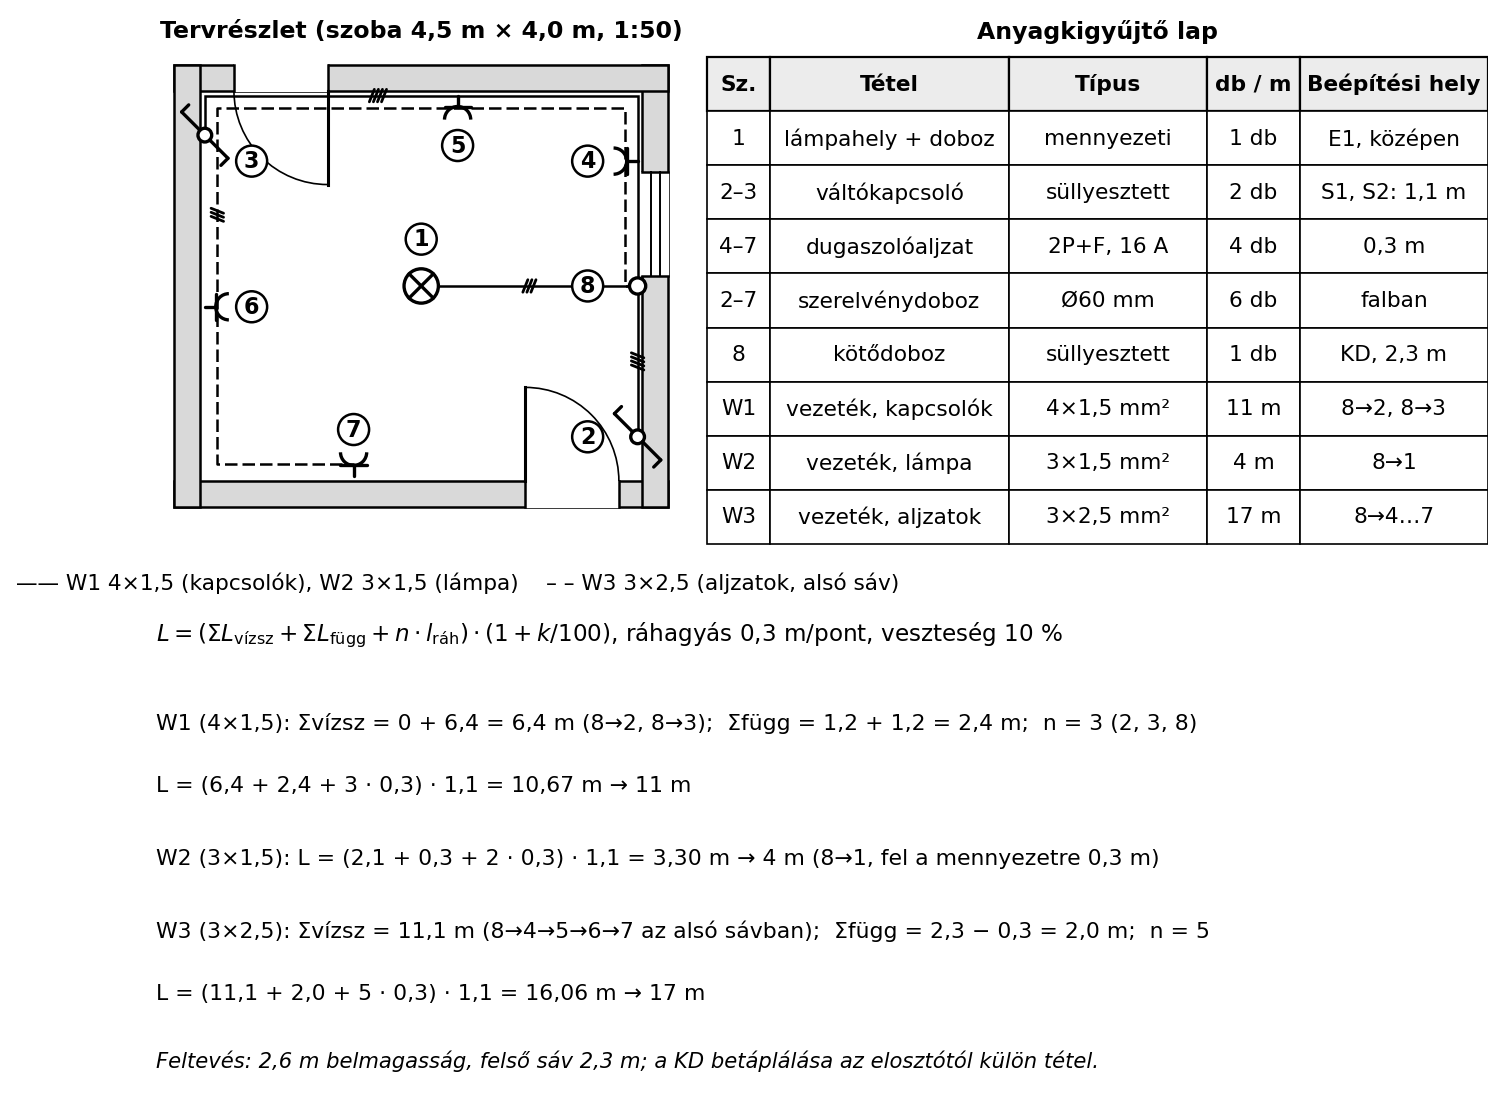 Tervrészlet (szoba 4,5 m × 4,0 m, 1:50)
3
5
4
1
8
6
7
2
Anyagkigyűjtő lap
Sz. Tétel Típus db / m Beépítési hely
1 lámpahely + doboz mennyezeti 1 db E1, középen
2–3 váltókapcsoló süllyesztett 2 db S1, S2: 1,1 m
4–7 dugaszolóaljzat 2P+F, 16 A 4 db 0,3 m
2–7 szerelvénydoboz Ø60 mm 6 db falban
8 kötődoboz süllyesztett 1 db KD, 2,3 m
W1 vezeték, kapcsolók 4×1,5 mm² 11 m 8→2, 8→3
W2 vezeték, lámpa 3×1,5 mm² 4 m 8→1
W3 vezeték, aljzatok 3×2,5 mm² 17 m 8→4…7
—— W1 4×1,5 (kapcsolók), W2 3×1,5 (lámpa) – – W3 3×2,5 (aljzatok, alsó sáv)
L = (ΣL_vízsz + ΣL_függ + n · l_ráh) · (1 + k/100), ráhagyás 0,3 m/pont, veszteség 10 %
W1 (4×1,5): Σvízsz = 0 + 6,4 = 6,4 m (8→2, 8→3); Σfügg = 1,2 + 1,2 = 2,4 m; n = 3 (2, 3, 8)
L = (6,4 + 2,4 + 3 · 0,3) · 1,1 = 10,67 m → 11 m
W2 (3×1,5): L = (2,1 + 0,3 + 2 · 0,3) · 1,1 = 3,30 m → 4 m (8→1, fel a mennyezetre 0,3 m)
W3 (3×2,5): Σvízsz = 11,1 m (8→4→5→6→7 az alsó sávban); Σfügg = 2,3 − 0,3 = 2,0 m; n = 5
L = (11,1 + 2,0 + 5 · 0,3) · 1,1 = 16,06 m → 17 m
Feltevés: 2,6 m belmagasság, felső sáv 2,3 m; a KD betáplálása az elosztótól külön tétel.